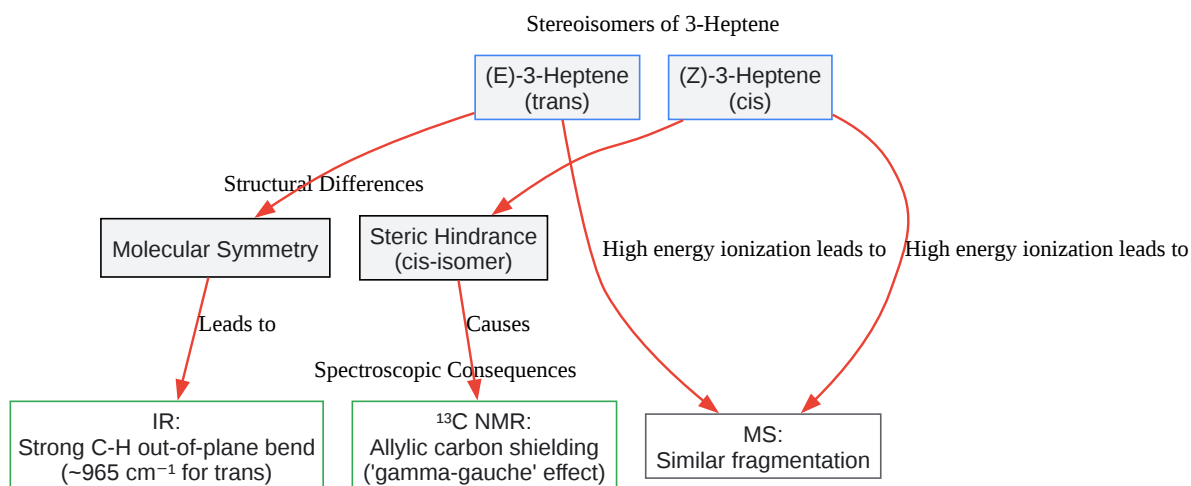 Stereoisomers of 3-Heptene
(E)-3-Heptene
(trans)
(Z)-3-Heptene
(cis)
Structural Differences
Molecular Symmetry
Steric Hindrance
(cis-isomer)
High energy ionization leads to
High energy ionization leads to
Leads to
Causes
Spectroscopic Consequences
IR:
Strong C-H out-of-plane bend
(~965 cm⁻¹ for trans)
¹³C NMR:
Allylic carbon shielding
('gamma-gauche' effect)
MS:
Similar fragmentation